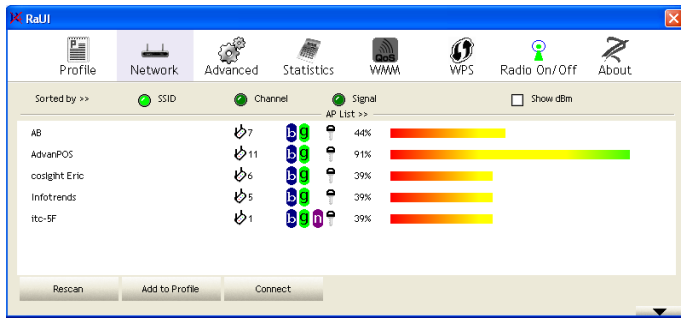 RaUI
Profile Network Advanced Statistics QoS WMM WPS Radio On/Off About
Sorted by >> SSID Channel Signal Show dBm
AP List >>
AB 7 b g 44%
AdvanPOS 11 b g 91%
coslgiht Eric 6 b g 39%
Infotrends 5 b g 39%
itc-5F 1 b g n 39%
Rescan Add to Profile Connect